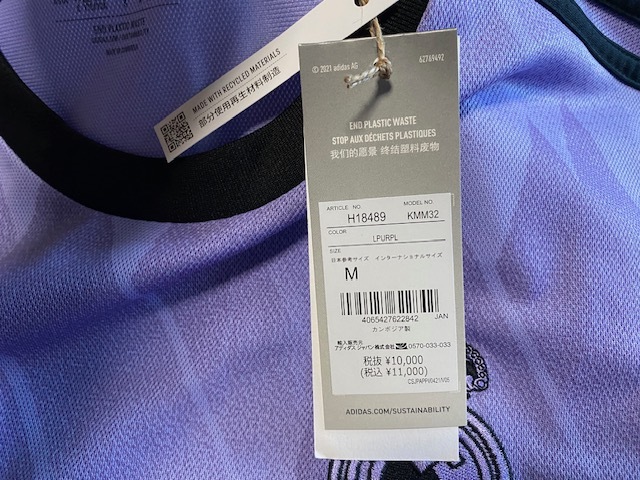 END PLASTIC WASTE
MADE WITH RECYCLED MATERIALS
部分使用再生材料制造
© 2021 adidas AG
62769492
END PLASTIC WASTE
STOP AUX DÉCHETS PLASTIQUES
我们的愿景 终结塑料废物
ARTICLE NO.
MODEL NO.
H18489
KMM32
COLOR
LPURPL
SIZE
日本参考サイズ インターナショナルサイズ
M
4065427622842 JAN
カンボジア製
輸入販売元
アディダス ジャパン株式会社 0570-033-033
税抜 ¥10,000
(税込 ¥11,000)
ADIDAS.COM/SUSTAINABILITY